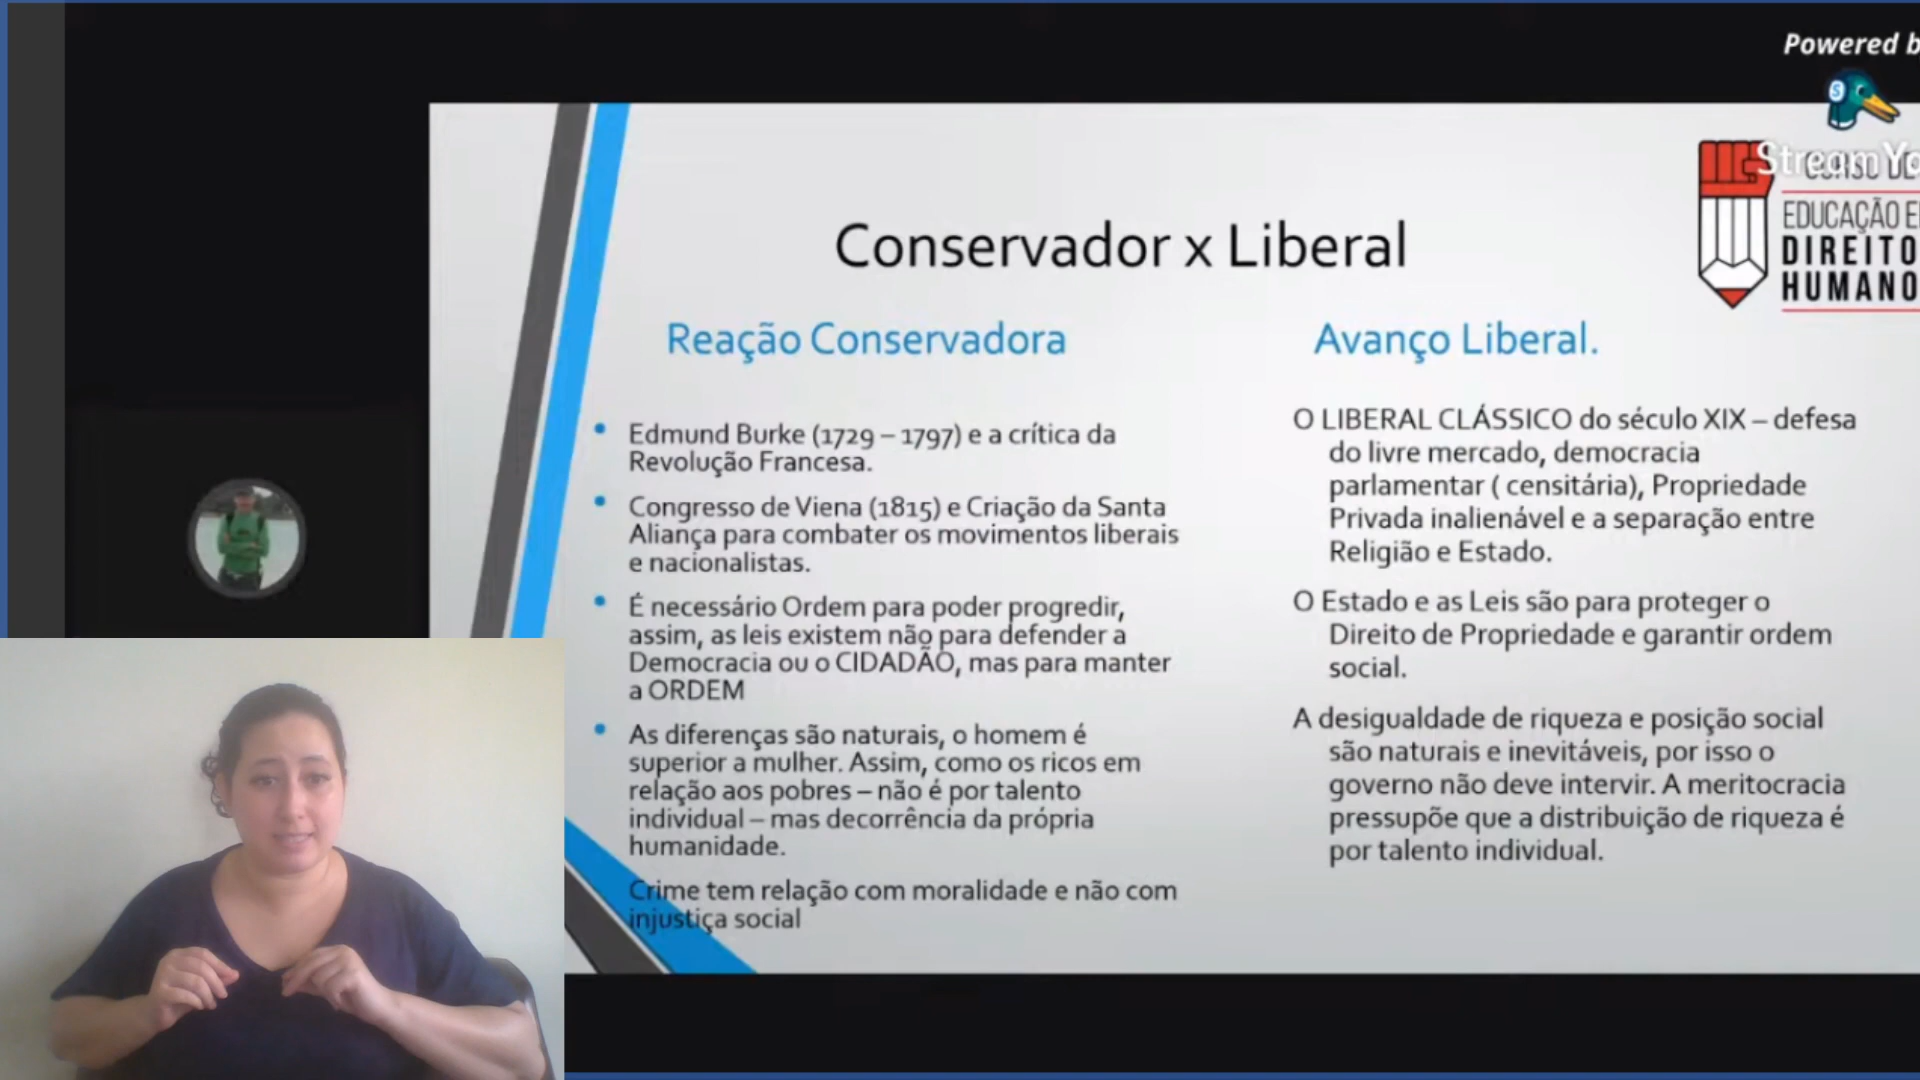 Powered b
StreamYa
CURSO DE
EDUCAÇÃO E
DIREITO
HUMANO
Conservador x Liberal
Reação Conservadora
• Edmund Burke (1729 – 1797) e a crítica da
Revolução Francesa.
• Congresso de Viena (1815) e Criação da Santa
Aliança para combater os movimentos liberais
e nacionalistas.
• É necessário Ordem para poder progredir,
assim, as leis existem não para defender a
Democracia ou o CIDADÃO, mas para manter
a ORDEM
• As diferenças são naturais, o homem é
superior a mulher. Assim, como os ricos em
relação aos pobres – não é por talento
individual – mas decorrência da própria
humanidade.
Crime tem relação com moralidade e não com
injustiça social
Avanço Liberal.
O LIBERAL CLÁSSICO do século XIX – defesa
do livre mercado, democracia
parlamentar ( censitária), Propriedade
Privada inalienável e a separação entre
Religião e Estado.
O Estado e as Leis são para proteger o
Direito de Propriedade e garantir ordem
social.
A desigualdade de riqueza e posição social
são naturais e inevitáveis, por isso o
governo não deve intervir. A meritocracia
pressupõe que a distribuição de riqueza é
por talento individual.